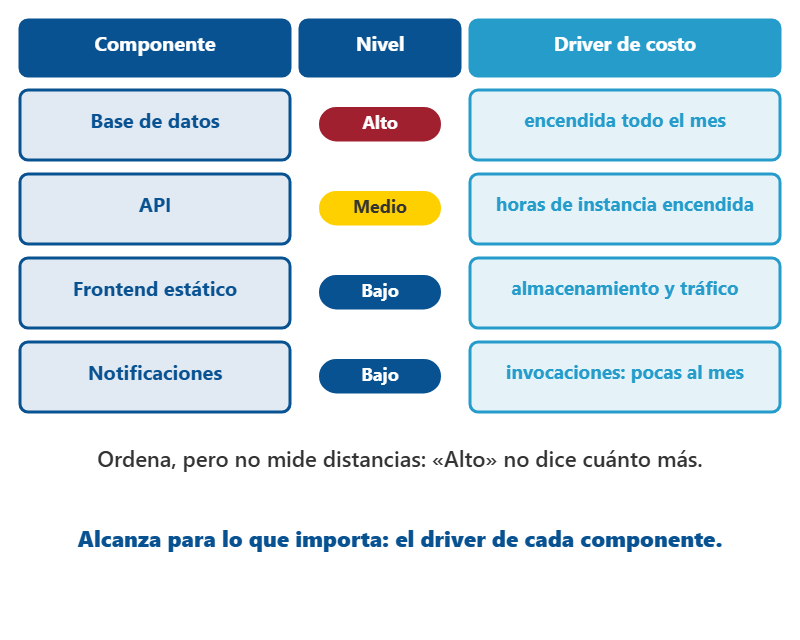 Componente Nivel Driver de costo
Base de datos Alto encendida todo el mes
API Medio horas de instancia encendida
Frontend estático Bajo almacenamiento y tráfico
Notificaciones Bajo invocaciones: pocas al mes
Ordena, pero no mide distancias: «Alto» no dice cuánto más.
Alcanza para lo que importa: el driver de cada componente.